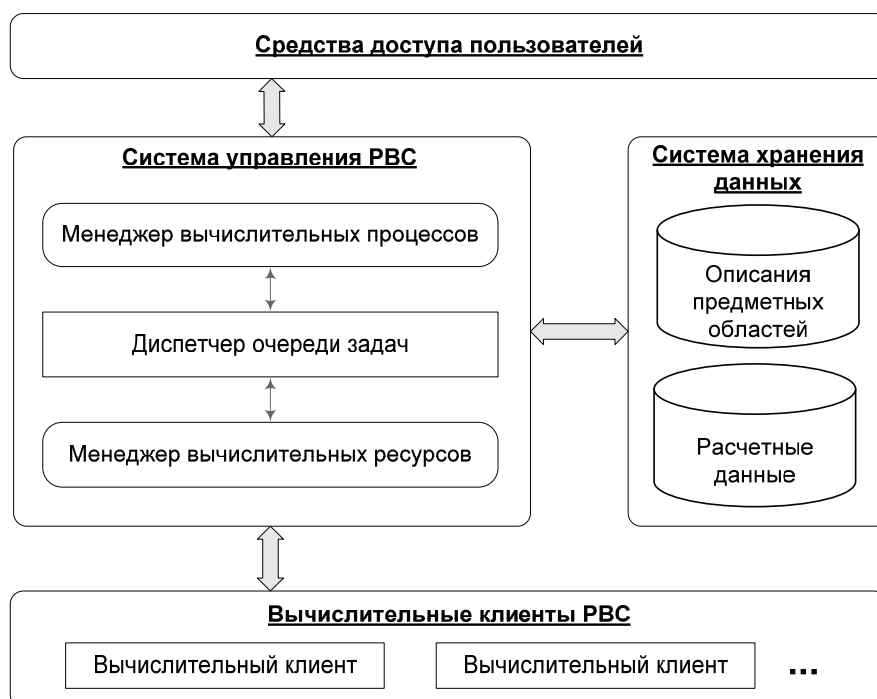 Средства доступа пользователей
Система управления РВС
Менеджер вычислительных процессов
Диспетчер очереди задач
Менеджер вычислительных ресурсов
Система хранения
данных
Описания
предметных
областей
Расчетные
данные
Вычислительные клиенты РВС
Вычислительный клиент
Вычислительный клиент
...